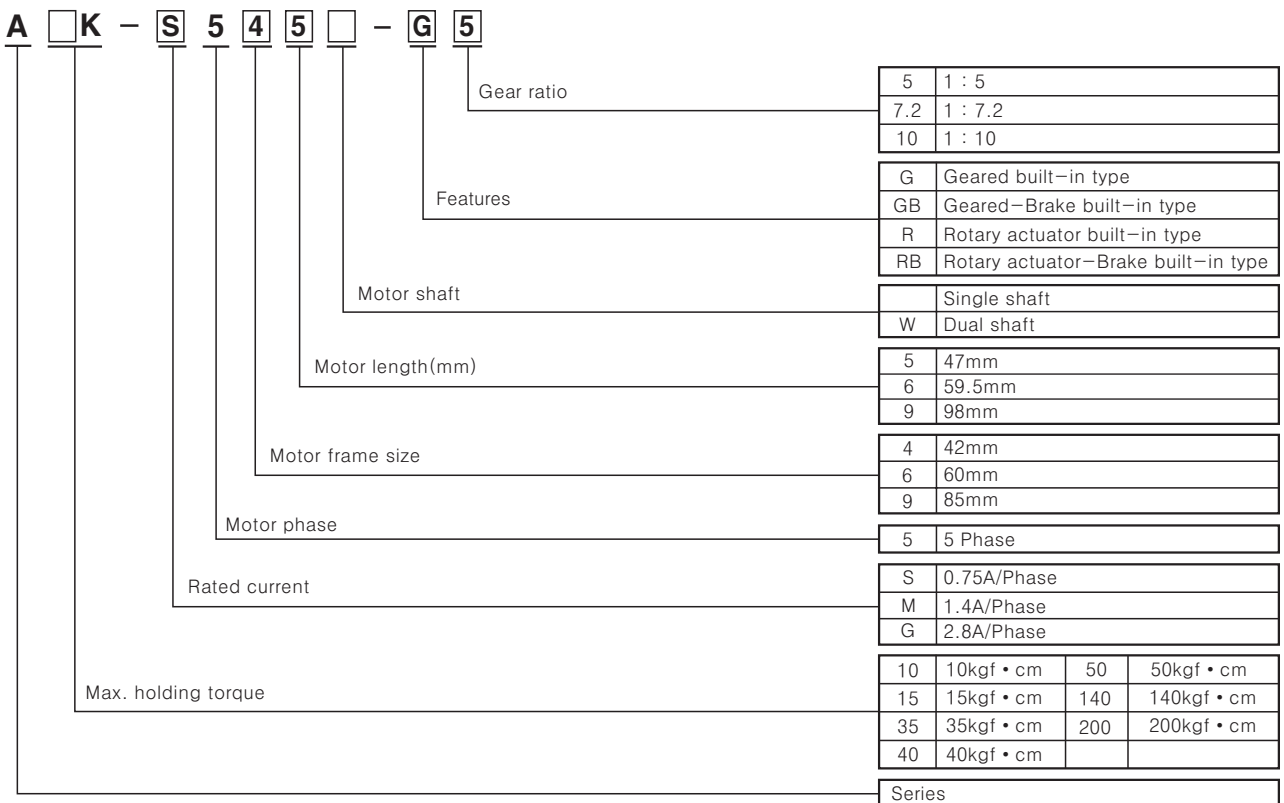 A □K - S 5 4 5 □ - G 5
Gear ratio
5 1 : 5
7.2 1 : 7.2
10 1 : 10
Features
G Geared built-in type
GB Geared-Brake built-in type
R Rotary actuator built-in type
RB Rotary actuator-Brake built-in type
Motor shaft
Single shaft
W Dual shaft
Motor length(mm)
5 47mm
6 59.5mm
9 98mm
Motor frame size
4 42mm
6 60mm
9 85mm
Motor phase
5 5 Phase
Rated current
S 0.75A/Phase
M 1.4A/Phase
G 2.8A/Phase
Max. holding torque
10 10kgf•cm 50 50kgf•cm
15 15kgf•cm 140 140kgf•cm
35 35kgf•cm 200 200kgf•cm
40 40kgf•cm
Series